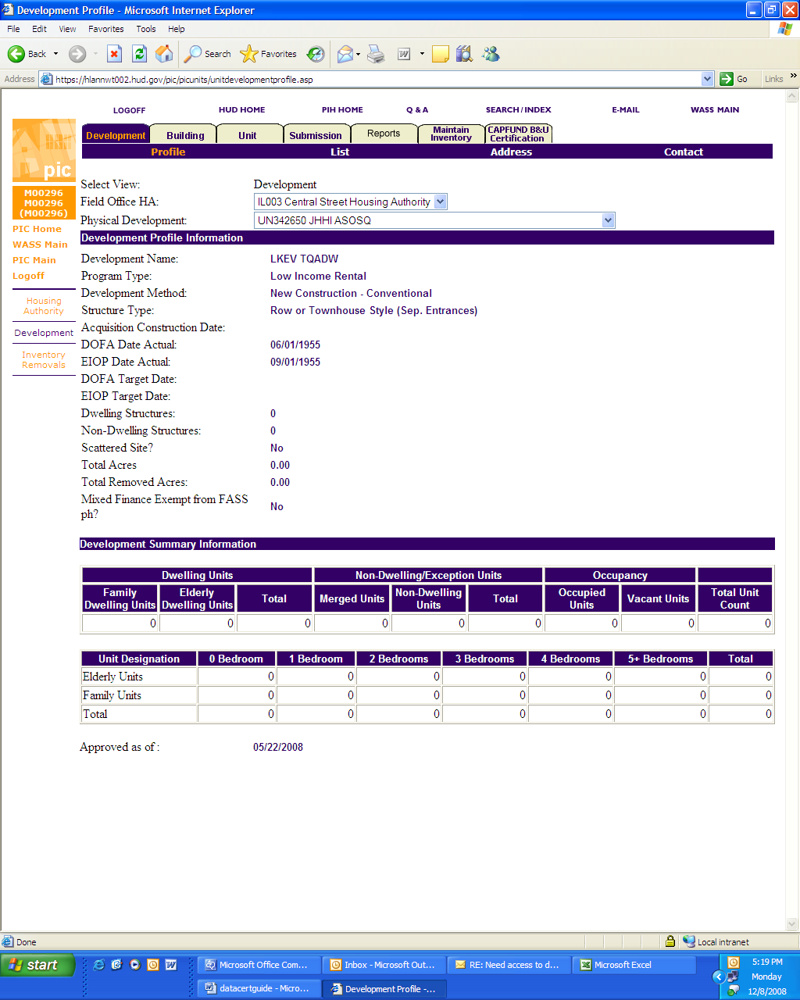 Development Profile - Microsoft Internet Explorer
File Edit View Favorites Tools Help
Back Search Favorites
Address https://hlannwt002.hud.gov/pic/picunits/unitdevelopmentprofile.asp Go Links »
LOGOFF HUD HOME PIH HOME Q & A SEARCH / INDEX E-MAIL WASS MAIN
Development Building Unit Submission Reports Maintain Inventory CAPFUND B&U Certification
Profile List Address Contact
pic
M00296
M00296
(M00296)
PIC Home
WASS Main
PIC Main
Logoff
Housing
Authority
Development
Inventory
Removals
Select View: Development
Field Office HA: IL003 Central Street Housing Authority
Physical Development: UN342650 JHHI ASOSQ
Development Profile Information
Development Name: LKEV TQADW
Program Type: Low Income Rental
Development Method: New Construction - Conventional
Structure Type: Row or Townhouse Style (Sep. Entrances)
Acquisition Construction Date:
DOFA Date Actual: 06/01/1955
EIOP Date Actual: 09/01/1955
DOFA Target Date:
EIOP Target Date:
Dwelling Structures: 0
Non-Dwelling Structures: 0
Scattered Site? No
Total Acres 0.00
Total Removed Acres: 0.00
Mixed Finance Exempt from FASS
ph? No
Development Summary Information
Dwelling Units Non-Dwelling/Exception Units Occupancy
Family Dwelling Units Elderly Dwelling Units Total Merged Units Non-Dwelling Units Total Occupied Units Vacant Units Total Unit Count
0 0 0 0 0 0 0 0 0
Unit Designation 0 Bedroom 1 Bedroom 2 Bedrooms 3 Bedrooms 4 Bedrooms 5+ Bedrooms Total
Elderly Units 0 0 0 0 0 0 0
Family Units 0 0 0 0 0 0 0
Total 0 0 0 0 0 0 0
Approved as of : 05/22/2008
Done Local intranet
start Microsoft Office Com... Inbox - Microsoft Out... RE: Need access to d... Microsoft Excel 5:19 PM
Monday
datacertguide - Micro... Development Profile -... 12/8/2008